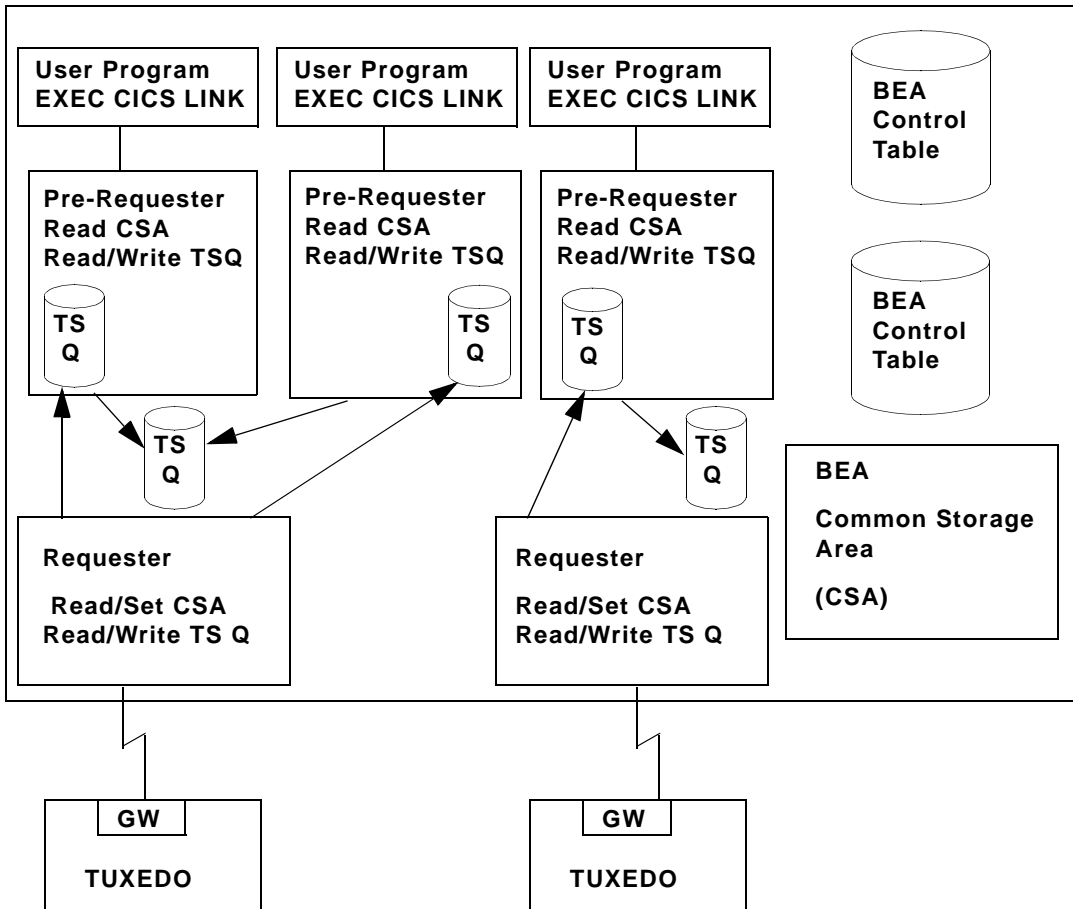 User Program
EXEC CICS LINK
User Program
EXEC CICS LINK
User Program
EXEC CICS LINK
BEA
Control
Table
Pre-Requester
Read CSA
Read/Write TSQ
TS
Q
Pre-Requester
Read CSA
Read/Write TSQ
TS
Q
Pre-Requester
Read CSA
Read/Write TSQ
TS
Q
BEA
Control
Table
TS
Q
TS
Q
BEA
Common Storage
Area
(CSA)
Requester
Read/Set CSA
Read/Write TS Q
Requester
Read/Set CSA
Read/Write TS Q
GW
TUXEDO
GW
TUXEDO